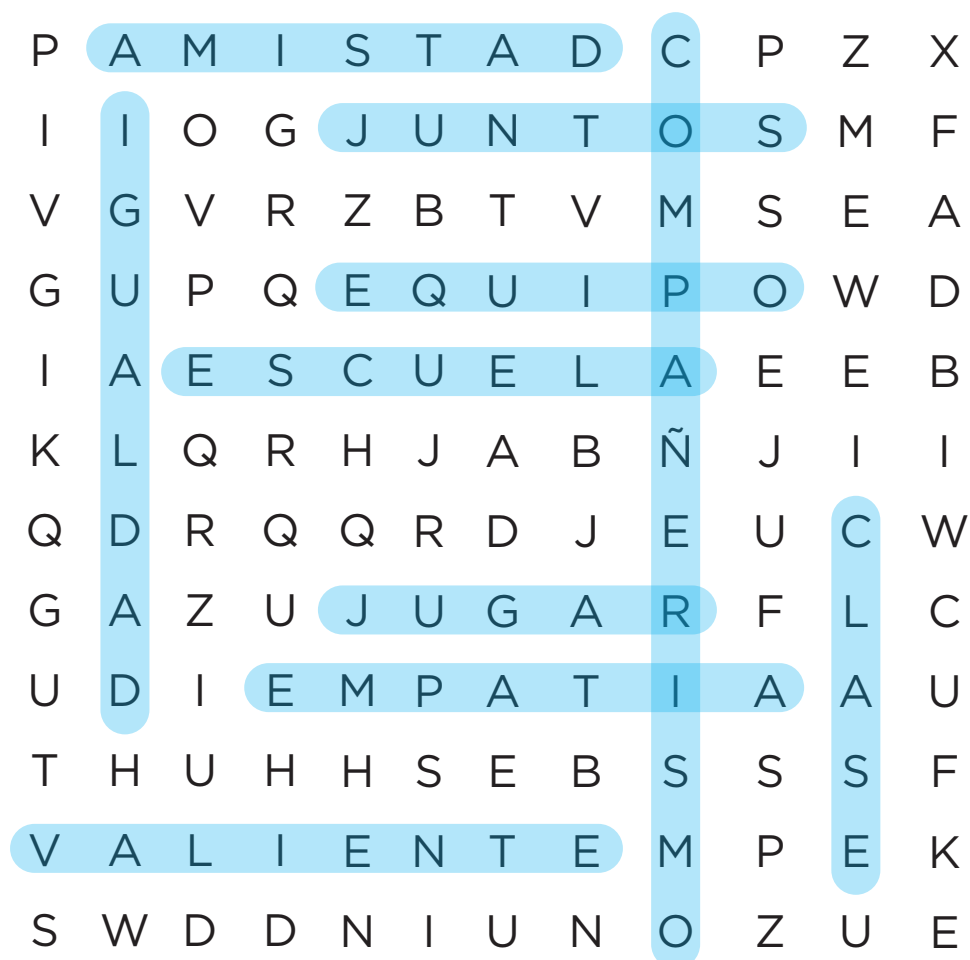 P A M I S T A D C P Z X
I I O G J U N T O S M F
V G V R Z B T V M S E A
G U P Q E Q U I P O W D
I A E S C U E L A E E B
K L Q R H J A B Ñ J I I
Q D R Q Q R D J E U C W
G A Z U J U G A R F L C
U D I E M P A T I A A U
T H U H H S E B S S S F
V A L I E N T E M P E K
S W D D N I U N O Z U E